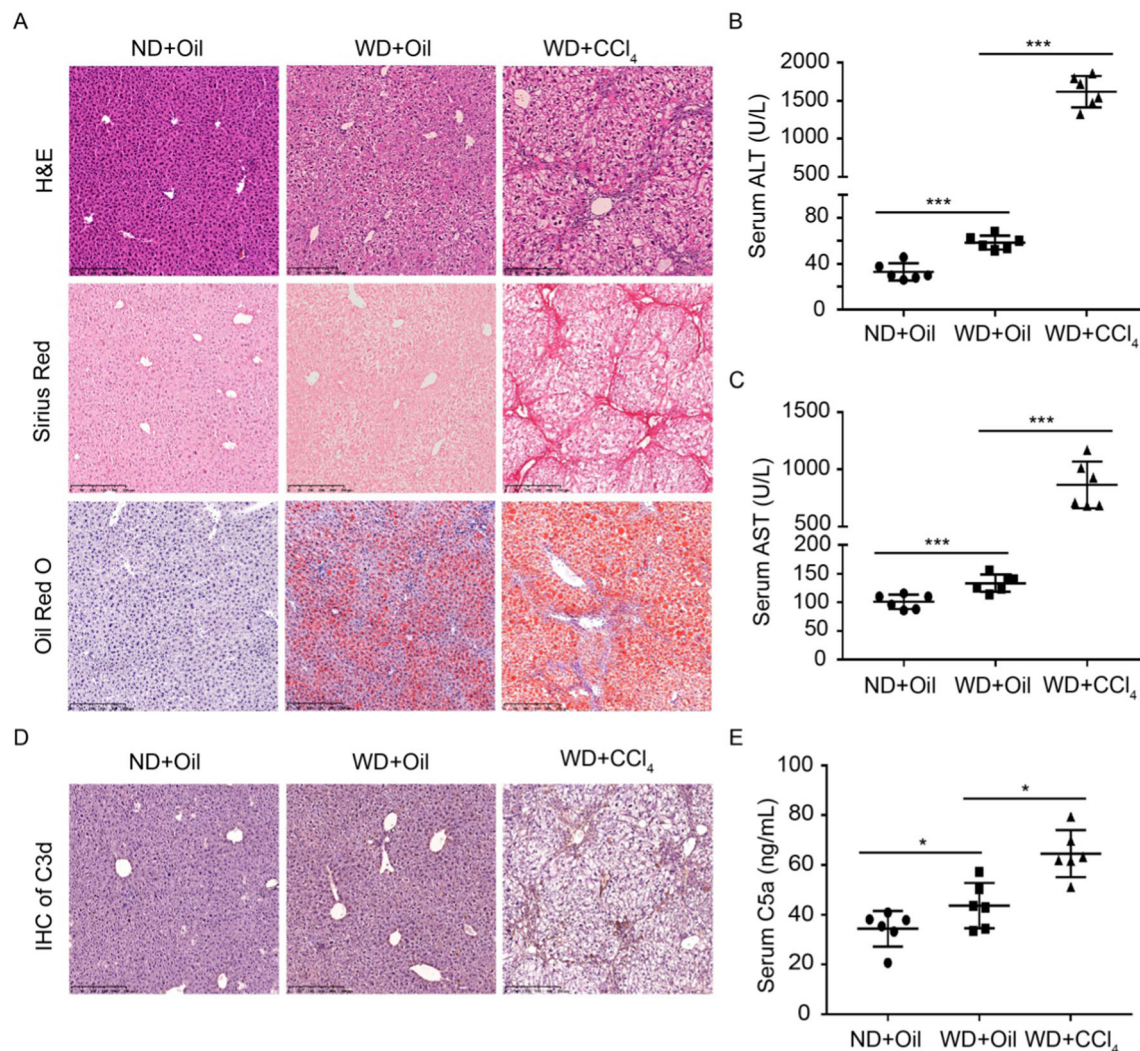 A
ND+Oil
WD+Oil
WD+CCl4
H&E
Sirius Red
Oil Red O
B
Serum ALT (U/L)
2000
1500
1000
500
80
40
0
***
***
ND+Oil
WD+Oil
WD+CCl4
C
Serum AST (U/L)
1500
1000
500
200
150
100
50
0
***
***
ND+Oil
WD+Oil
WD+CCl4
D
ND+Oil
WD+Oil
WD+CCl4
IHC of C3d
E
Serum C5a (ng/mL)
100
80
60
40
20
0
*
*
ND+Oil
WD+Oil
WD+CCl4